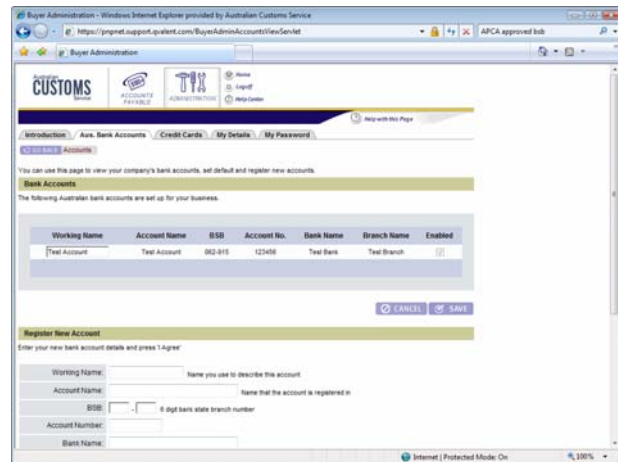 Buyer Administration - Windows Internet Explorer provided by Australian Customs Service
https://pnpnet.support.qvalent.com/BuyerAdminAccountsViewServlet
APCA approved bsb
Buyer Administration
Australian
CUSTOMS
Service
ACCOUNTS PAYABLE
ADMINISTRATION
Home
Logoff
Help Center
Help with this Page
Introduction Aus. Bank Accounts Credit Cards My Details My Password
GO BACK Accounts
You can use this page to view your company's bank accounts, set default and register new accounts.
Bank Accounts
The following Australian bank accounts are set up for your business.
Working Name Account Name BSB Account No. Bank Name Branch Name Enabled
Test Account Test Account 062-915 123456 Test Bank Test Branch
CANCEL SAVE
Register New Account
Enter your new bank account details and press 'I Agree'
Working Name: Name you use to describe this account
Account Name: Name that the account is registered in
BSB: - 6 digit bank state branch number
Account Number:
Bank Name:
Internet | Protected Mode: On 100%